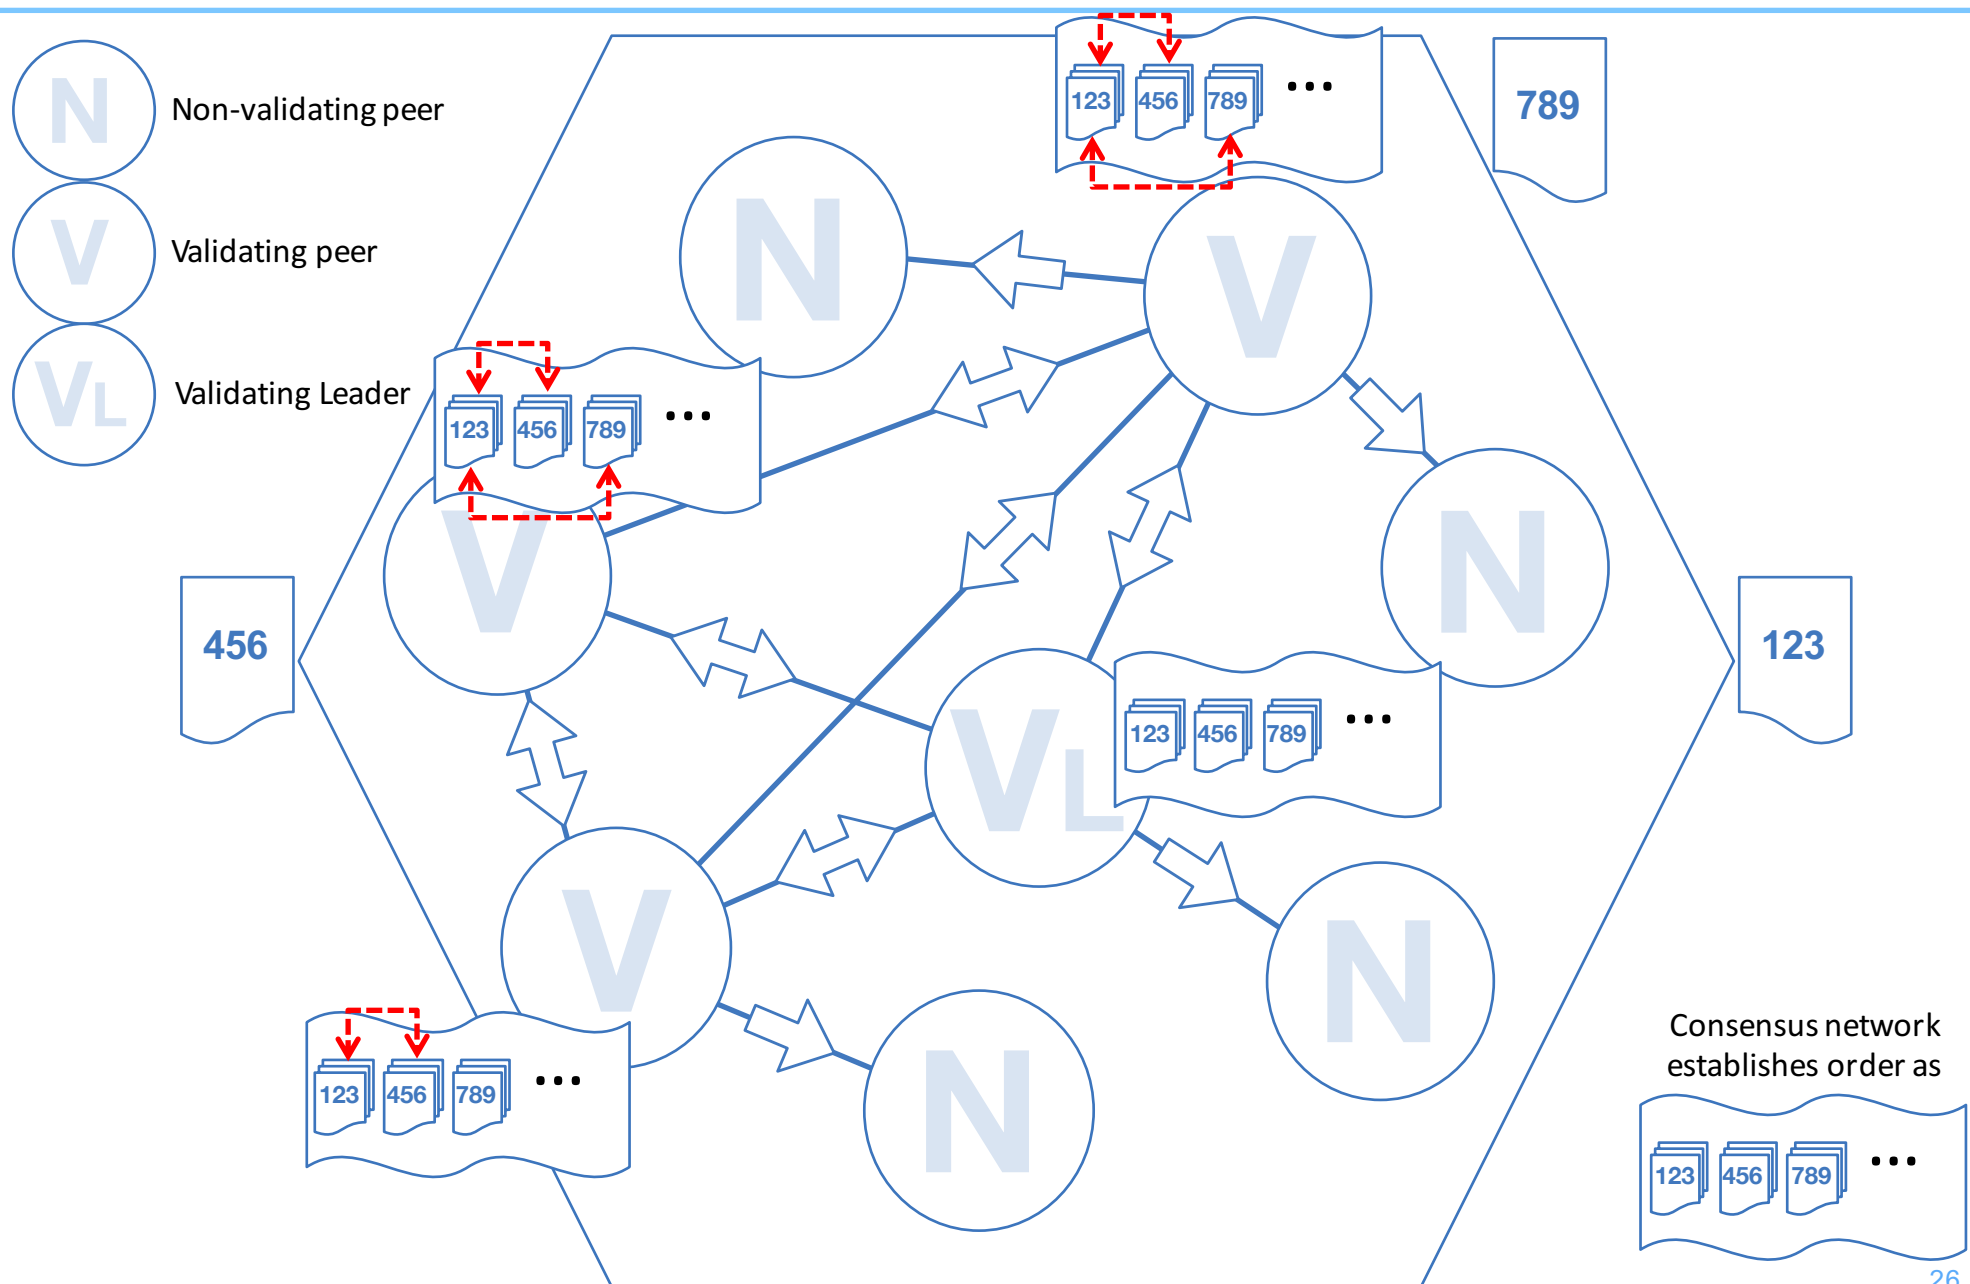 N
Non-validating peer
V
Validating peer
VL
Validating Leader
123 456 789 ...
789
N
V
123 456 789 ...
V
N
456
123
VL
123 456 789 ...
V
N
123 456 789 ...
N
Consensus network
establishes order as
123 456 789 ...
26